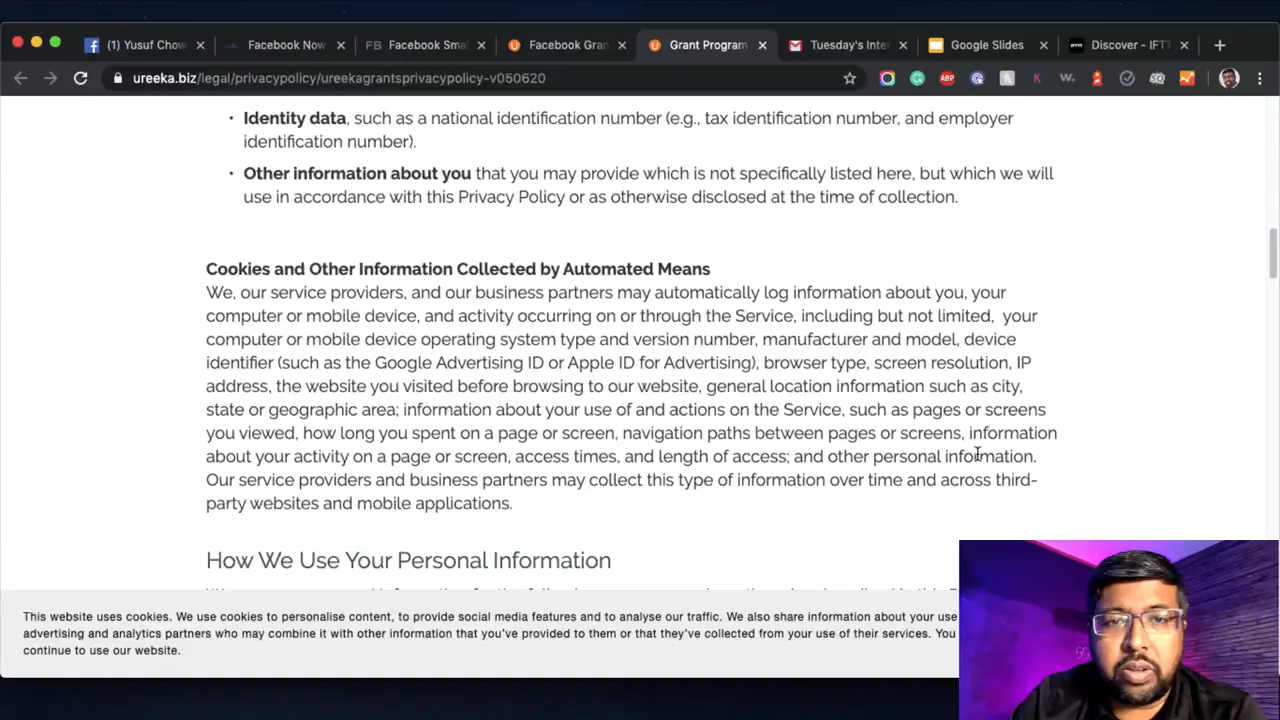 (1) Yusuf Chow
Facebook Now
FB Facebook Sma
Facebook Gran
Grant Program
Tuesday's Inte
Google Slides
Discover - IFTT
ureeka.biz/legal/privacypolicy/ureekagrantsprivacypolicy-v050620
• Identity data, such as a national identification number (e.g., tax identification number, and employer
identification number).
• Other information about you that you may provide which is not specifically listed here, but which we will
use in accordance with this Privacy Policy or as otherwise disclosed at the time of collection.
Cookies and Other Information Collected by Automated Means
We, our service providers, and our business partners may automatically log information about you, your
computer or mobile device, and activity occurring on or through the Service, including but not limited, your
computer or mobile device operating system type and version number, manufacturer and model, device
identifier (such as the Google Advertising ID or Apple ID for Advertising), browser type, screen resolution, IP
address, the website you visited before browsing to our website, general location information such as city,
state or geographic area; information about your use of and actions on the Service, such as pages or screens
you viewed, how long you spent on a page or screen, navigation paths between pages or screens, information
about your activity on a page or screen, access times, and length of access; and other personal information.
Our service providers and business partners may collect this type of information over time and across third-
party websites and mobile applications.
How We Use Your Personal Information
This website uses cookies. We use cookies to personalise content, to provide social media features and to analyse our traffic. We also share information about your use
advertising and analytics partners who may combine it with other information that you've provided to them or that they've collected from your use of their services. You
continue to use our website.